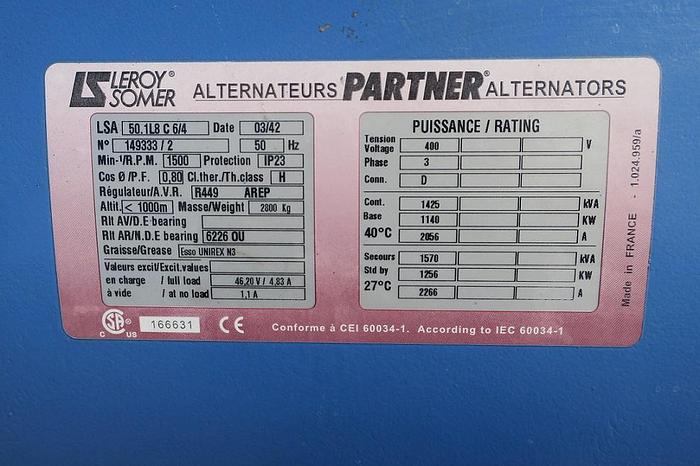 LS LEROY® SOMER ALTERNATEURS PARTNER® ALTERNATORS
LSA 50.1L8 C 6/4 Date 03/42
N° 149333 / 2 50 Hz
Min-¹/R.P.M. 1500 Protection IP23
Cos Ø /P.F. 0,80 Cl.ther./Th.class H
Régulateur/A.V.R. R449 AREP
Altit. < 1000m Masse/Weight 2800 Kg
Rlt AV/D.E bearing
Rlt AR/N.D.E bearing 6226 OU
Graisse/Grease Esso UNIREX N3
Valeurs excit/Excit.values
en charge / full load 46,20 V / 4,83 A
à vide / at no load 1,1 A
PUISSANCE / RATING
Tension
Voltage 400 V
Phase 3
Conn. D
Cont. 1425 kVA
Base 1140 KW
40°C 2056 A
Secours 1570 kVA
Std by 1256 KW
27°C 2266 A
C SA® US 166631 CE Conforme à CEI 60034-1. According to IEC 60034-1
Made in FRANCE - 1.024.959/a